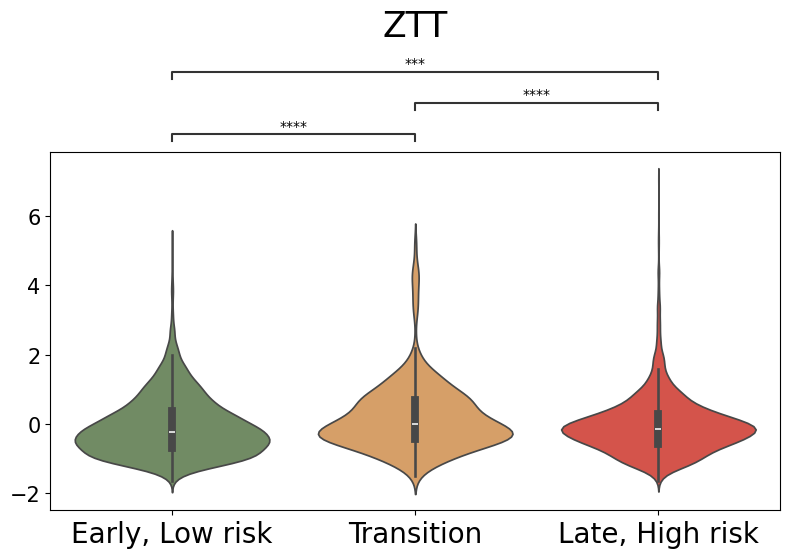 ZTT
***
****
****
6
4
2
0
−2
Early, Low risk
Transition
Late, High risk